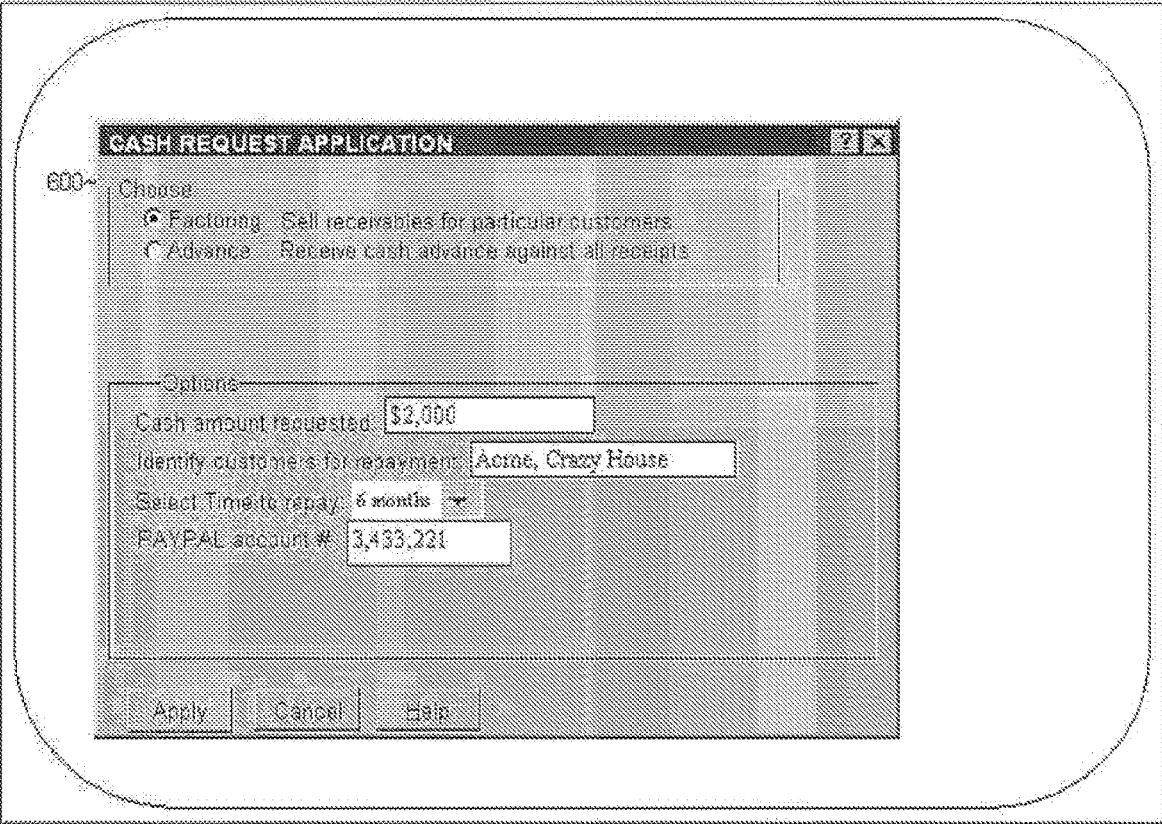 CASH REQUEST APPLICATION ? X
600~
Choose
Factoring Sell receivables for particular customers
Advance Receive cash advance against all receipts
Options
Cash amount requested: $2,000
Identify customers for repayment: Acme, Crazy House
Select Time to repay: 6 months
PAYPAL account # 3,433,221
Apply Cancel Help